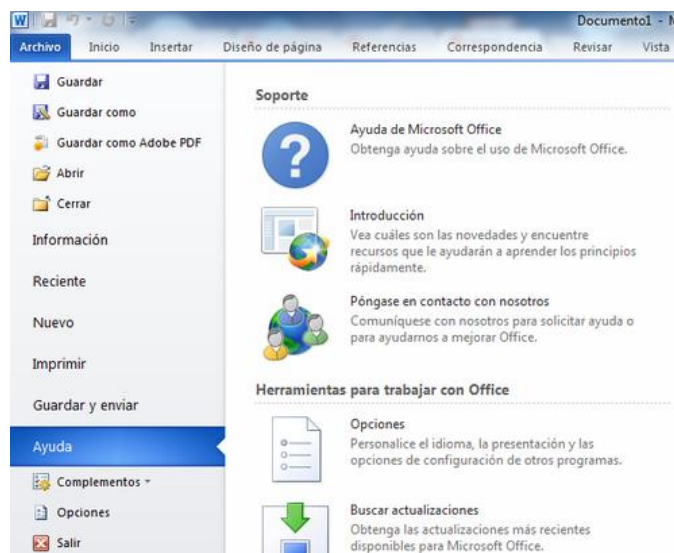 W
Documento1 - M
Archivo Inicio Insertar Diseño de página Referencias Correspondencia Revisar Vista
Guardar
Guardar como
Guardar como Adobe PDF
Abrir
Cerrar
Información
Reciente
Nuevo
Imprimir
Guardar y enviar
Ayuda
Complementos
Opciones
Salir
Soporte
Ayuda de Microsoft Office
Obtenga ayuda sobre el uso de Microsoft Office.
Introducción
Vea cuáles son las novedades y encuentre
recursos que le ayudarán a aprender los principios
rápidamente.
Póngase en contacto con nosotros
Comuníquese con nosotros para solicitar ayuda o
para ayudarnos a mejorar Office.
Herramientas para trabajar con Office
Opciones
Personalice el idioma, la presentación y las
opciones de configuración de otros programas.
Buscar actualizaciones
Obtenga las actualizaciones más recientes
disponibles para Microsoft Office.